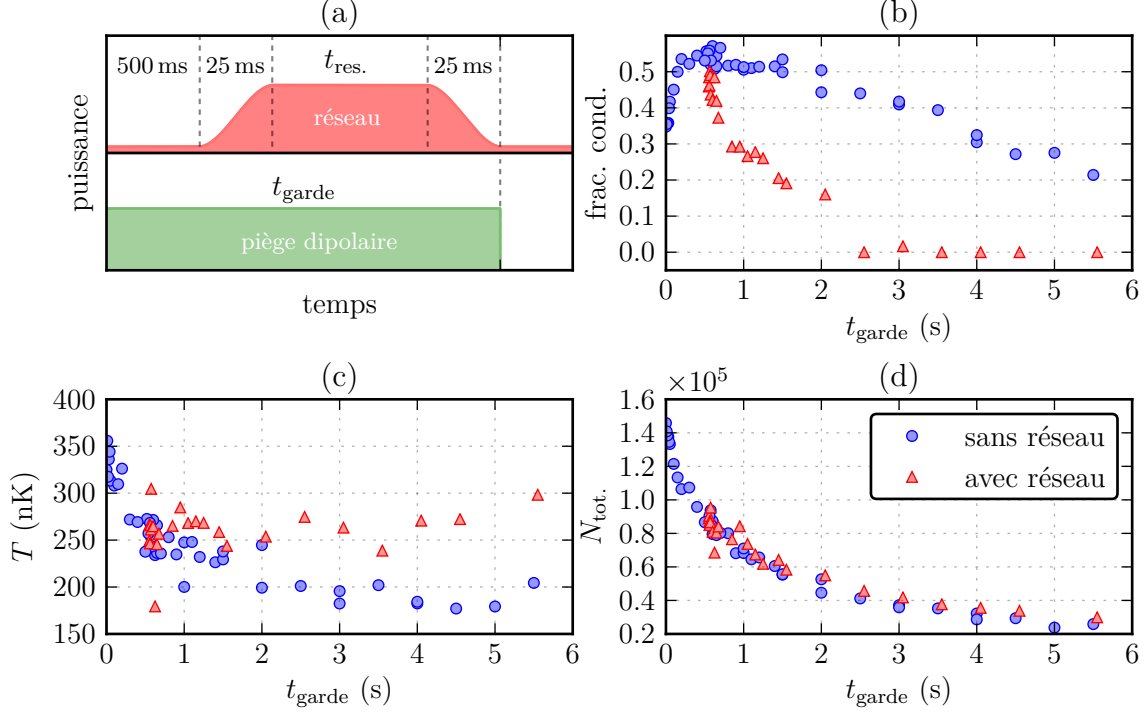 (a)
500 ms
25 ms
t_res.
25 ms
réseau
puissance
t_garde
piège dipolaire
temps
(b)
frac. cond.
0.5
0.4
0.3
0.2
0.1
0.0
0 1 2 3 4 5 6
t_garde (s)
(c)
T (nK)
400
350
300
250
200
150
0 1 2 3 4 5 6
t_garde (s)
(d)
×10^5
N_tot.
1.6
1.4
1.2
1.0
0.8
0.6
0.4
0.2
0 1 2 3 4 5 6
t_garde (s)
sans réseau
avec réseau